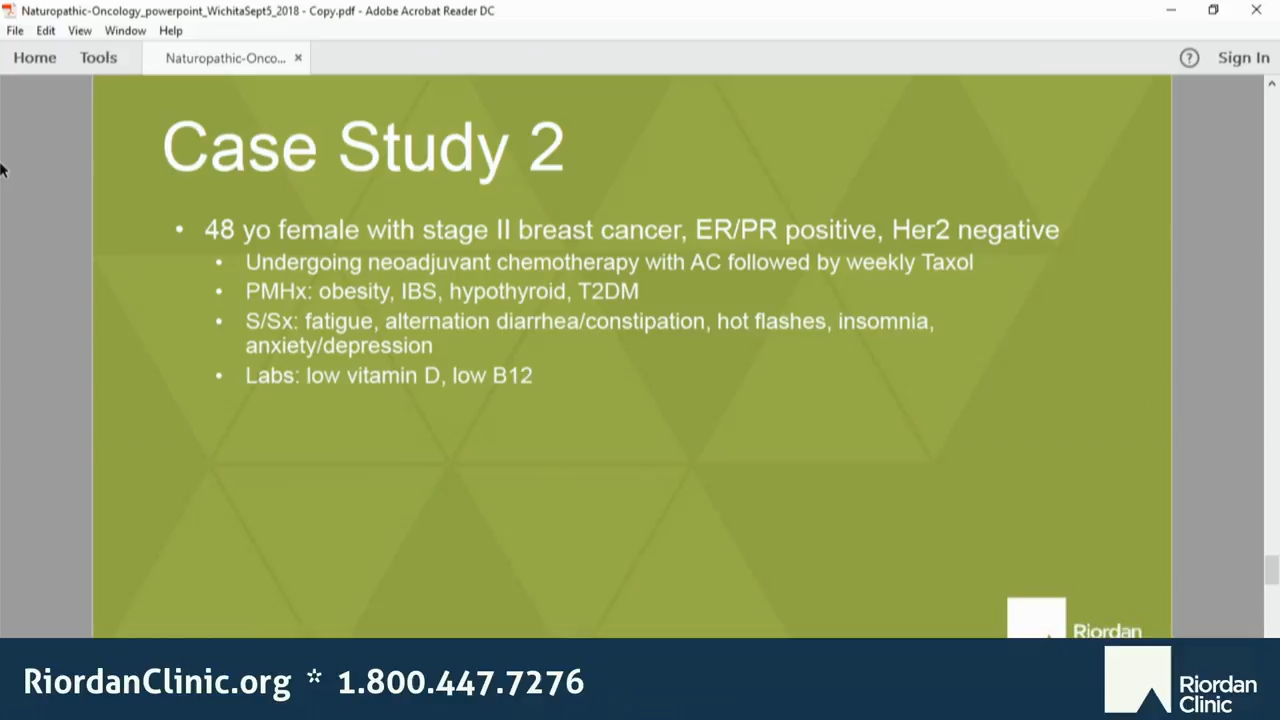 Naturopathic-Oncology_powerpoint_WichitaSept5_2018 - Copy.pdf - Adobe Acrobat Reader DC
File Edit View Window Help
Home Tools Naturopathic-Onco... × ? Sign In
Case Study 2
• 48 yo female with stage II breast cancer, ER/PR positive, Her2 negative
• Undergoing neoadjuvant chemotherapy with AC followed by weekly Taxol
• PMHx: obesity, IBS, hypothyroid, T2DM
• S/Sx: fatigue, alternation diarrhea/constipation, hot flashes, insomnia,
anxiety/depression
• Labs: low vitamin D, low B12
Riordan
RiordanClinic.org * 1.800.447.7276
Riordan
Clinic